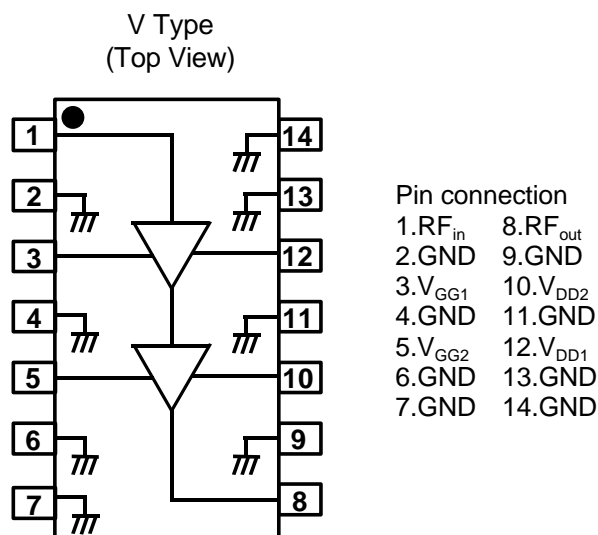 V Type
(Top View)
1
14
2
13
3
12
4
11
5
10
6
9
7
8
Pin connection
1.RFin 8.RFout
2.GND 9.GND
3.VGG1 10.VDD2
4.GND 11.GND
5.VGG2 12.VDD1
6.GND 13.GND
7.GND 14.GND